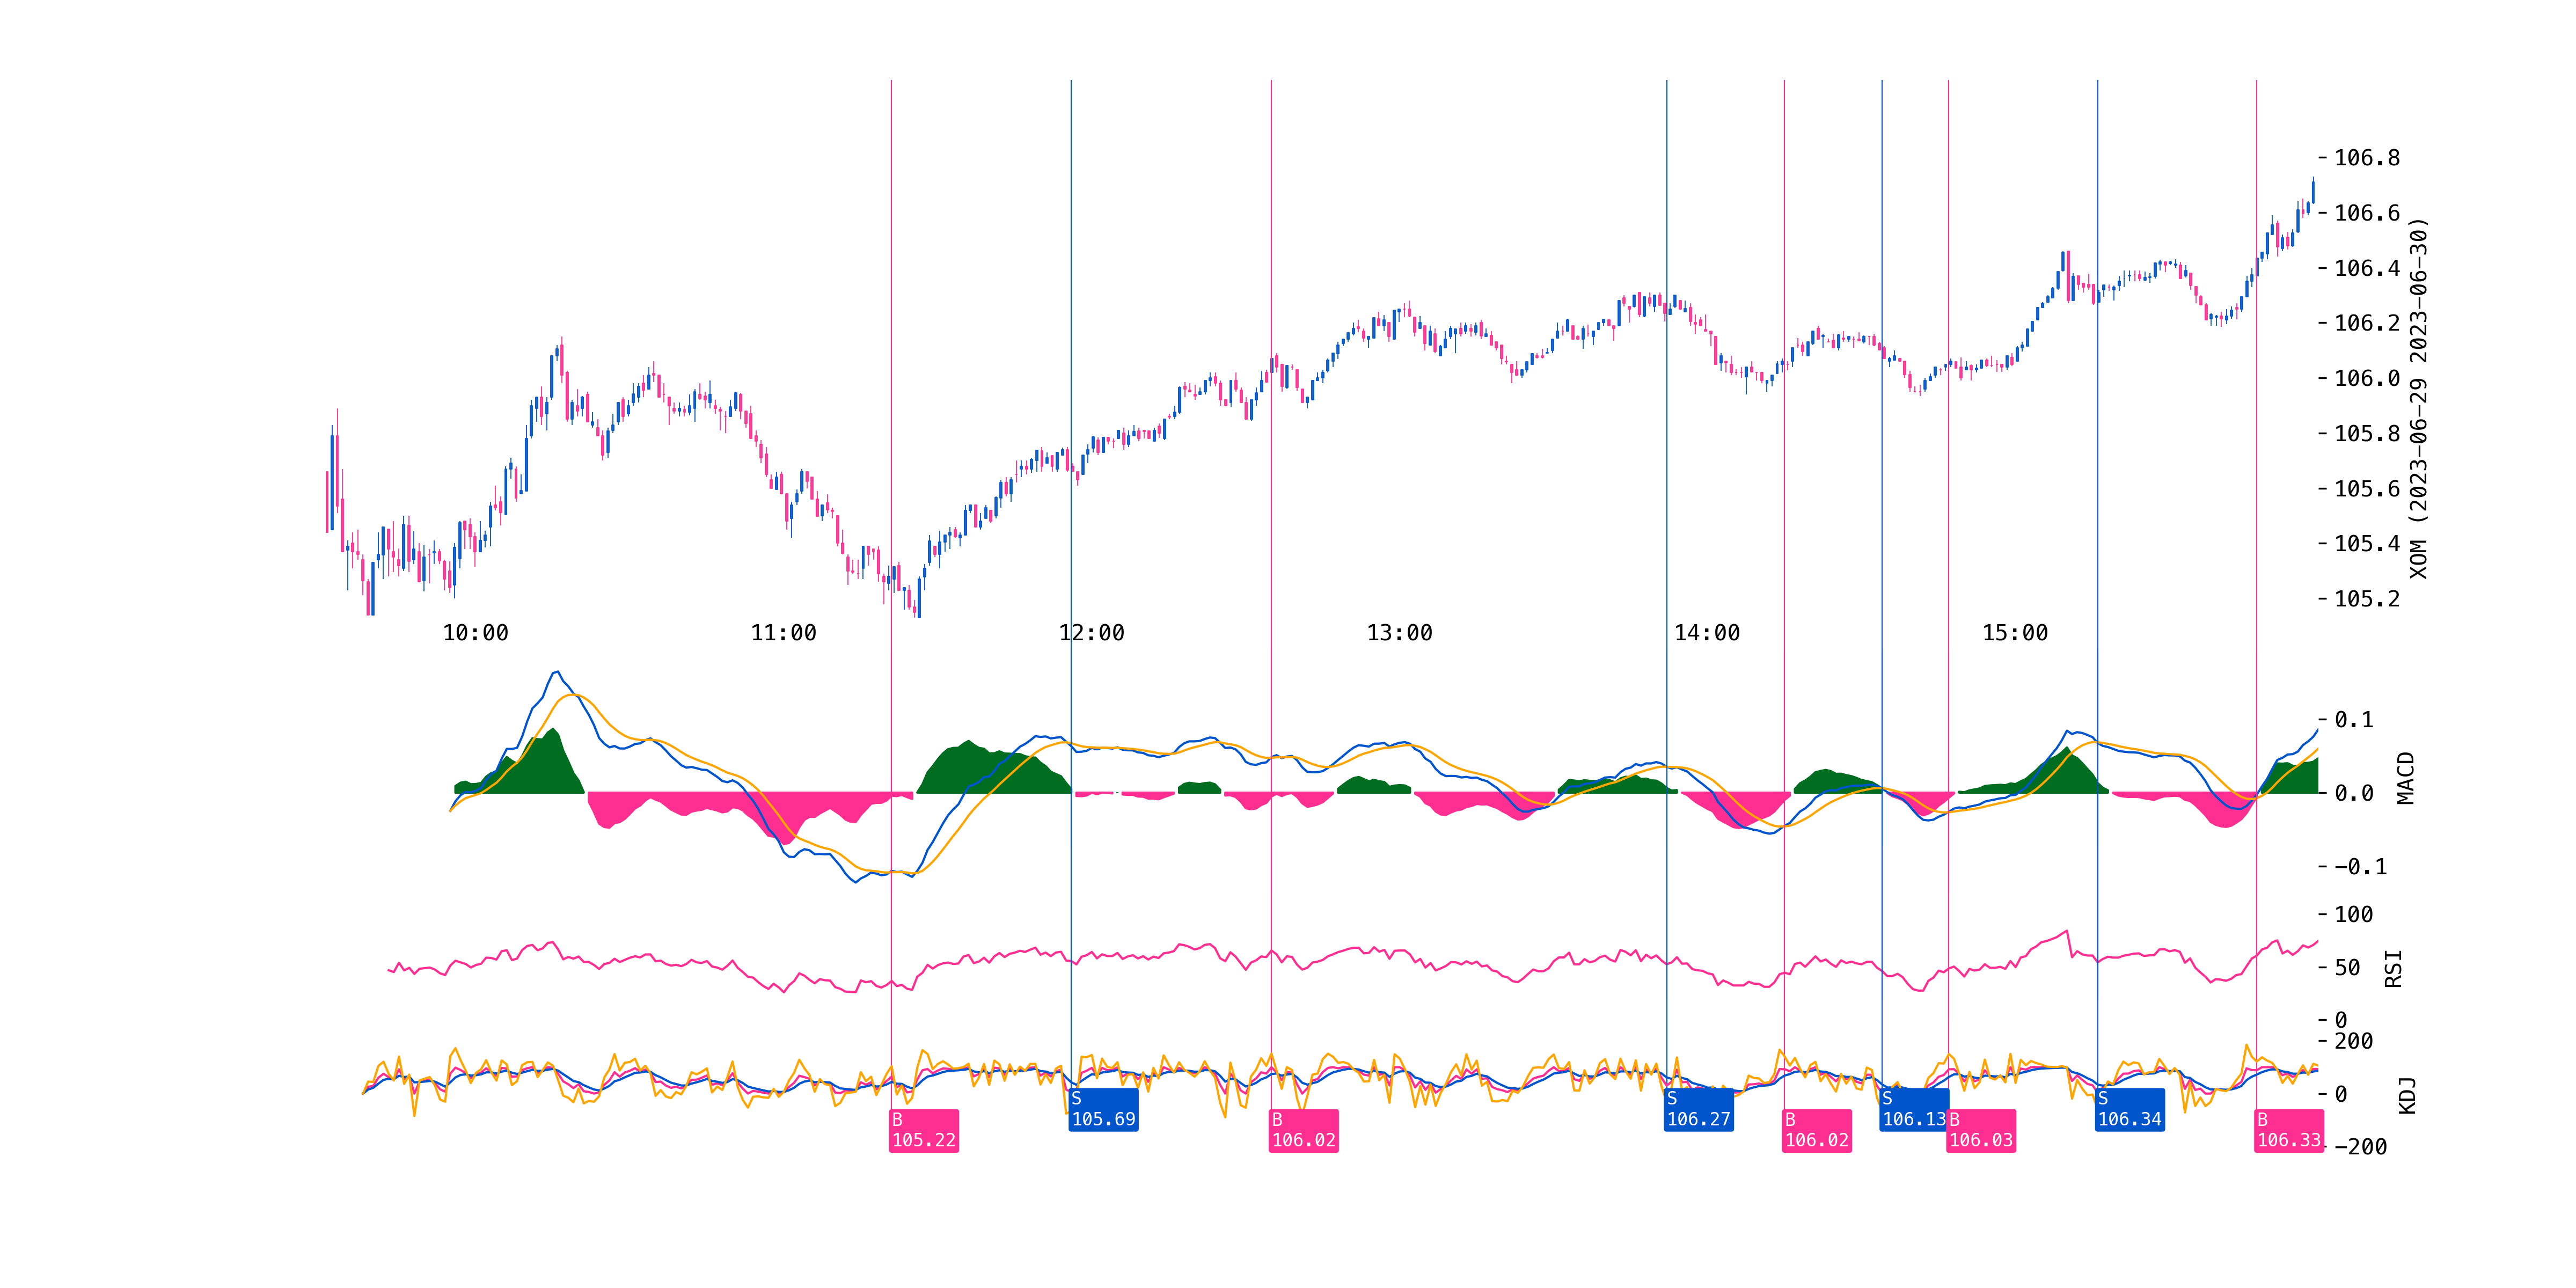 106.8
106.6
106.4
106.2
106.0
105.8
105.6
105.4
105.2
XOM (2023-06-29 2023-06-30)
10:00 11:00 12:00 13:00 14:00 15:00
0.1
0.0
−0.1
MACD
100
50
0
RSI
200
0
−200
KDJ
B
105.22
S
105.69
B
106.02
S
106.27
B
106.02
S
106.13
B
106.03
S
106.34
B
106.33